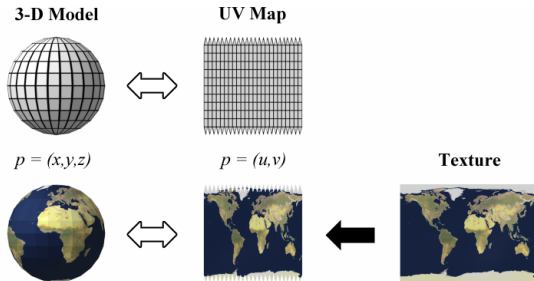 3-D Model
UV Map
p = (x,y,z)
p = (u,v)
Texture